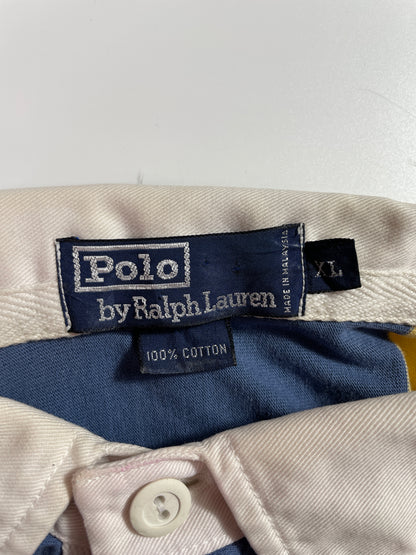 Polo
by Ralph Lauren
MADE IN MALAYSIA
XL
100% COTTON